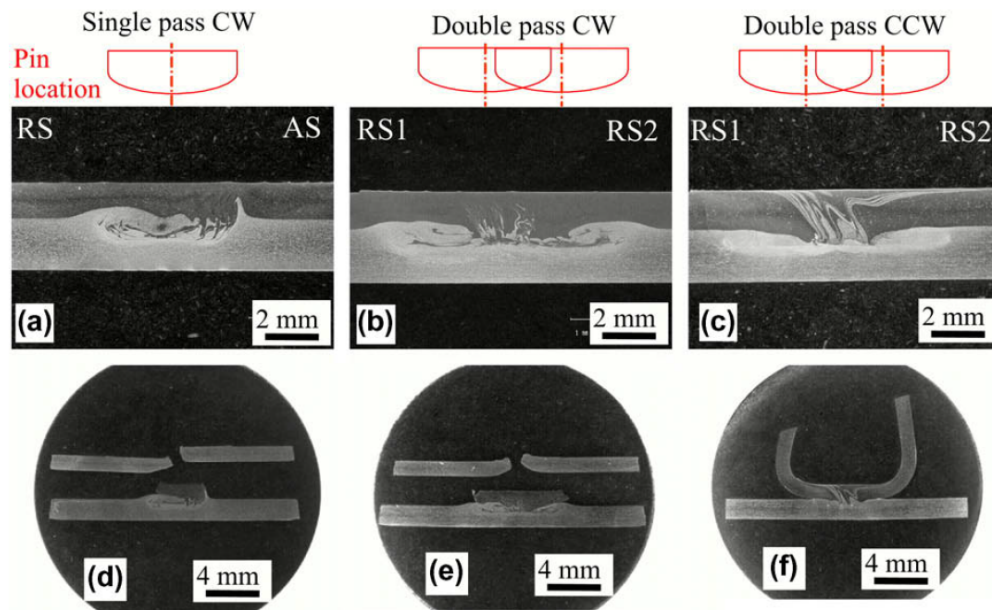 Single pass CW
Double pass CW
Double pass CCW
Pin
location
RS
AS
RS1
RS2
RS1
RS2
(a)
2 mm
(b)
2 mm
(c)
2 mm
(d)
4 mm
(e)
4 mm
(f)
4 mm